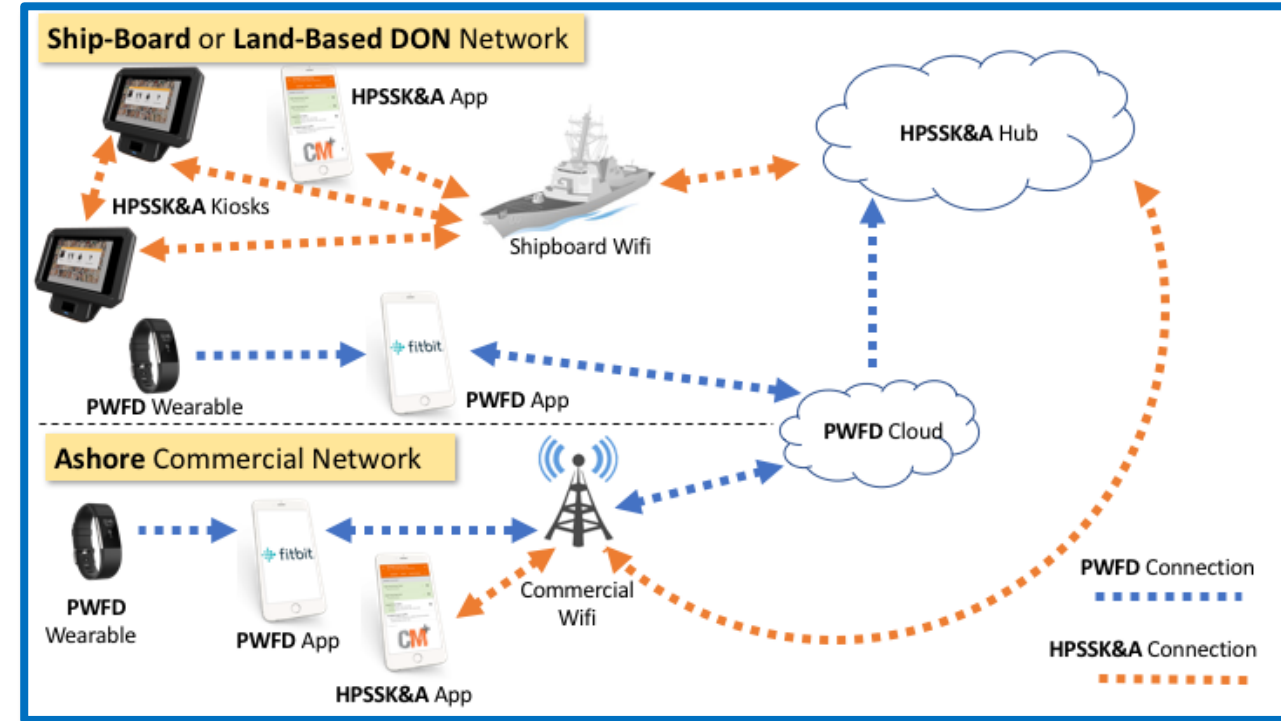 Ship-Board or Land-Based DON Network
HPSSK&A App
CM+
HPSSK&A Hub
HPSSK&A Kiosks
Shipboard Wifi
fitbit
PWFD Wearable
PWFD App
PWFD Cloud
Ashore Commercial Network
fitbit
PWFD
Wearable
PWFD App
CM+
HPSSK&A App
Commercial
Wifi
PWFD Connection
HPSSK&A Connection